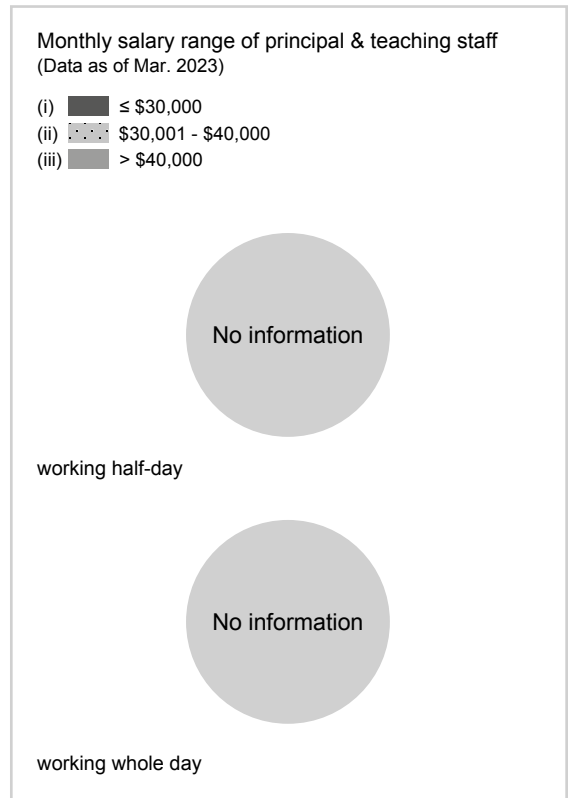 Monthly salary range of principal & teaching staff
(Data as of Mar. 2023)
(i) ≤ $30,000
(ii) $30,001 - $40,000
(iii) > $40,000
No information
working half-day
No information
working whole day